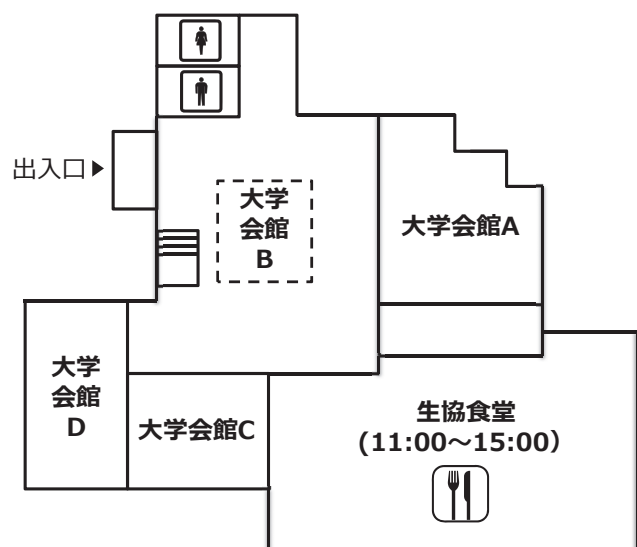 出入口▶
大学
会館
B
大学会館A
大学
会館
D
大学会館C
生協食堂
(11:00～15:00）